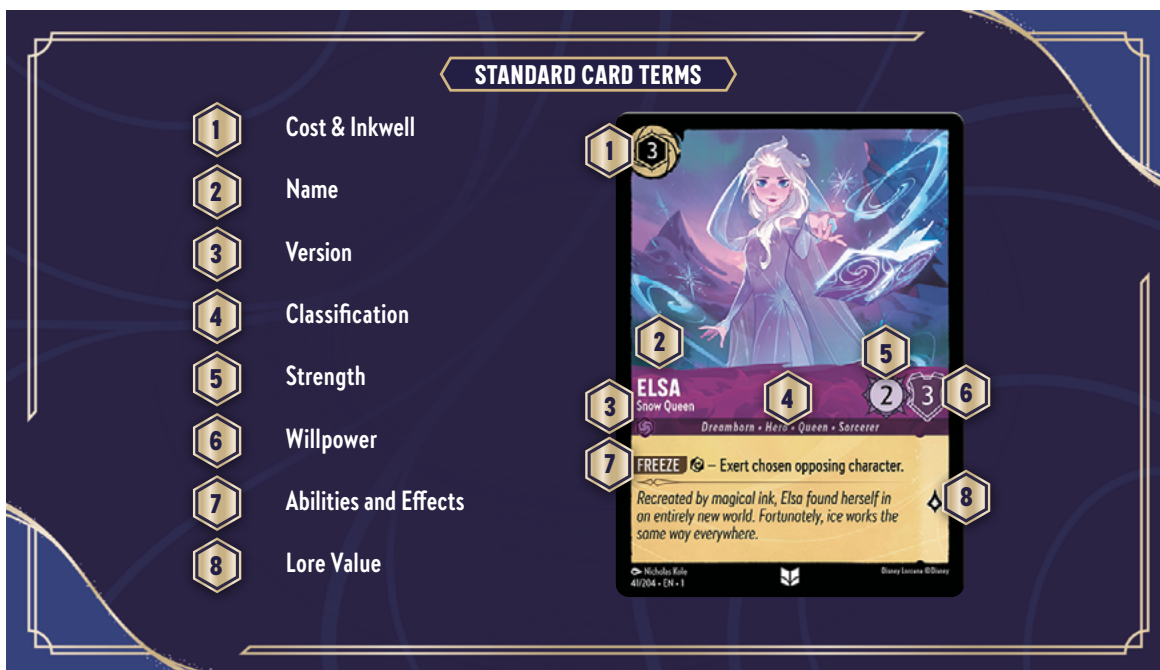 STANDARD CARD TERMS
1 Cost & Inkwell
2 Name
3 Version
4 Classification
5 Strength
6 Willpower
7 Abilities and Effects
8 Lore Value
1 3
2
5
ELSA
Snow Queen
3 4 2 3 6
Dreamborn • Hero • Queen • Sorcerer
7 FREEZE – Exert chosen opposing character.
Recreated by magical ink, Elsa found herself in
an entirely new world. Fortunately, ice works the
same way everywhere.
8
Nicholas Kole
41/204 • EN • 1
Disney Lorcana ©Disney